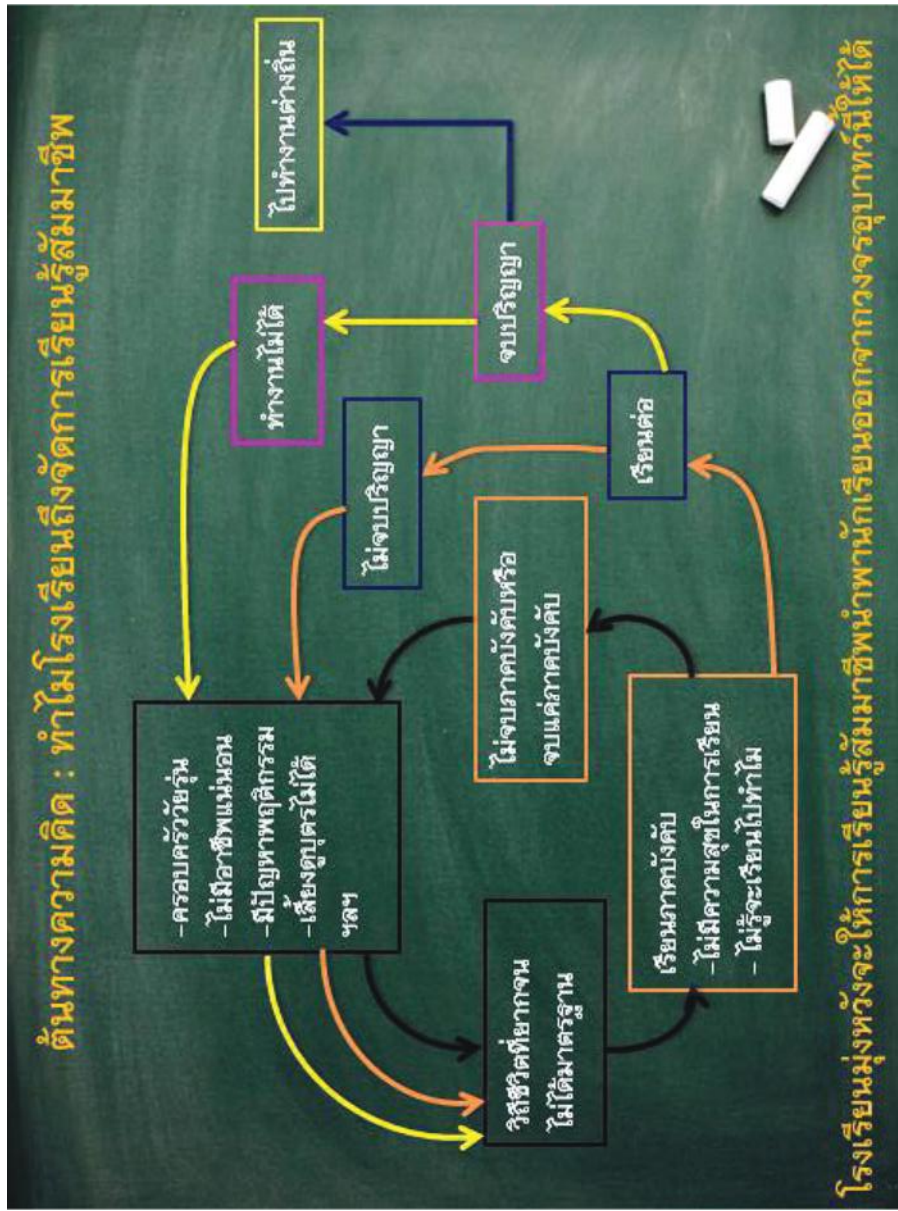 ต้นทางความคิด : ทำไมโรงเรียนถึงจัดการเรียนรู้สัมมาชีพ
-ครอบครัววัยรุ่น
-ไม่มีอาชีพแน่นอน
-มีปัญหาพฤติกรรม
-เลี้ยงดูบุตรไม่ได้
ฯลฯ
ทำงานไม่ได้
ไปทำงานต่างถิ่น
ไม่จบปริญญา
วิถีชีวิตที่ยากจน
ไม่ได้มาตรฐาน
ไม่จบภาคบังคับหรือ
จบแค่ภาคบังคับ
จบปริญญา
เรียนภาคบังคับ
-ไม่มีความสุขในการเรียน
- ไม่รู้จะเรียนไปทำไม
เรียนต่อ
โรงเรียนมุ่งหวังจะให้การเรียนรู้สัมมาชีพนำพานักเรียนออกจากวงจรอุบาทว์นี้ให้ได้